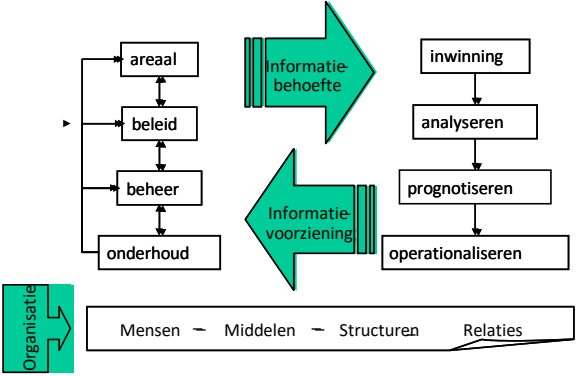 areaal
beleid
beheer
onderhoud
Informatie-
behoefte
Informatie-
voorziening
inwinning
analyseren
prognotiseren
operationaliseren
Organisatie
Mensen – Middelen – Structuren Relaties